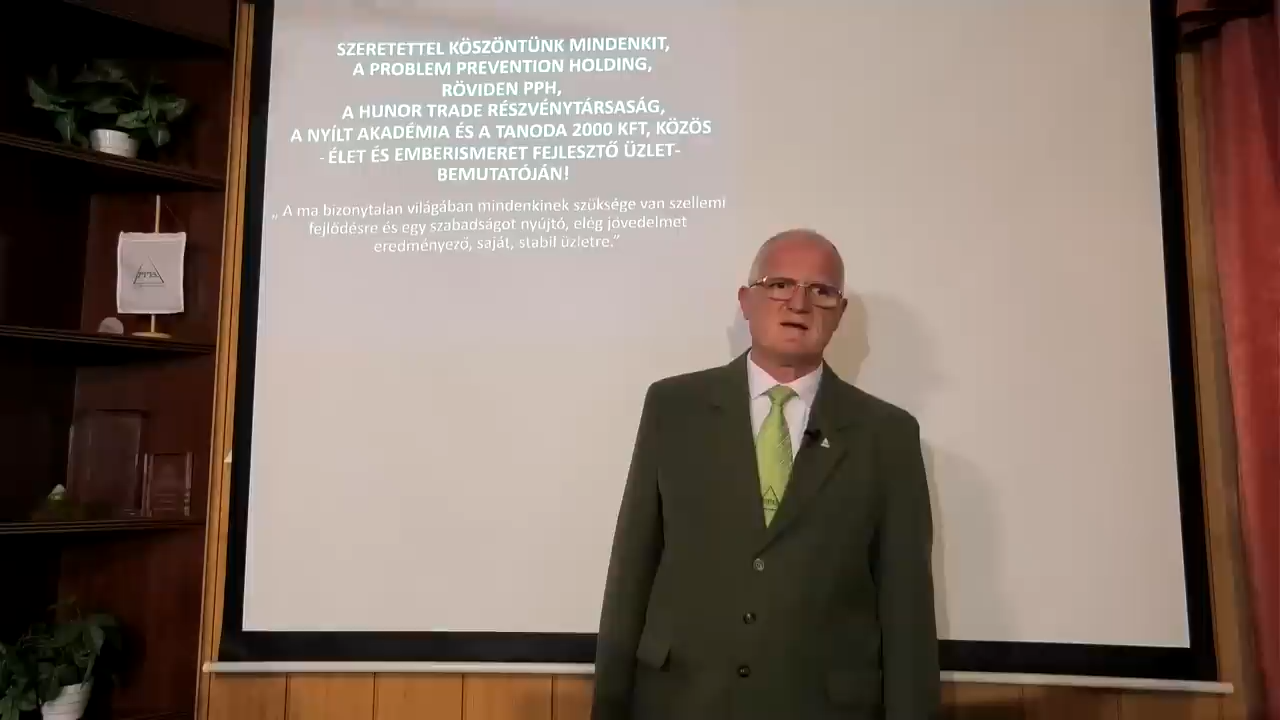 SZERETETTEL KÖSZÖNTÜNK MINDENKIT,
A PROBLEM PREVENTION HOLDING,
RÖVIDEN PPH,
A HUNOR TRADE RÉSZVÉNYTÁRSASÁG,
A NYÍLT AKADÉMIA ÉS A TANODA 2000 KFT, KÖZÖS
- ÉLET ÉS EMBERISMERET FEJLESZTŐ ÜZLET-
BEMUTATÓJÁN!
„ A ma bizonytalan világában mindenkinek szüksége van szellemi
fejlődésre és egy szabadságot nyújtó, elég jövedelmet
eredményező, saját, stabil üzletre.”